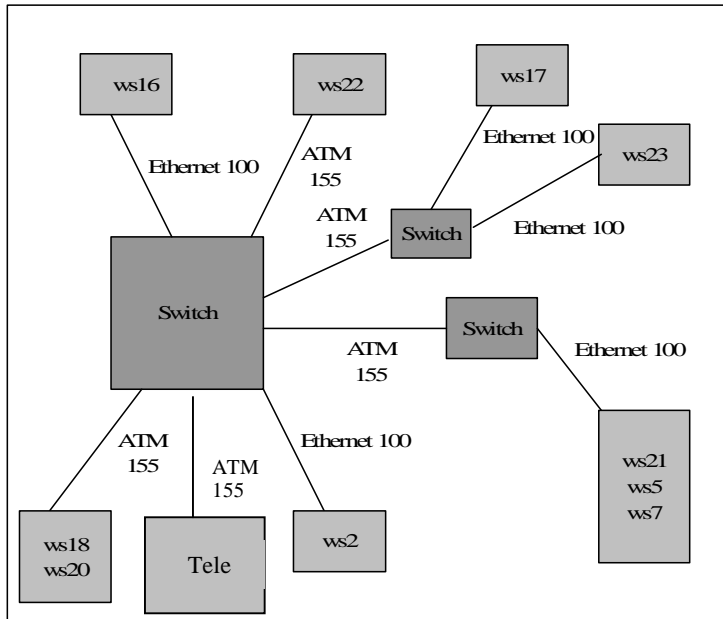 ws16
ws22
ws17
Ethernet 100
ATM
155
Ethernet 100
ws23
ATM
155
Switch
Ethernet 100
Switch
Switch
ATM
155
Ethernet 100
ATM
155
ATM
155
Ethernet 100
ws21
ws5
ws7
ws18
ws20
Tele
ws2